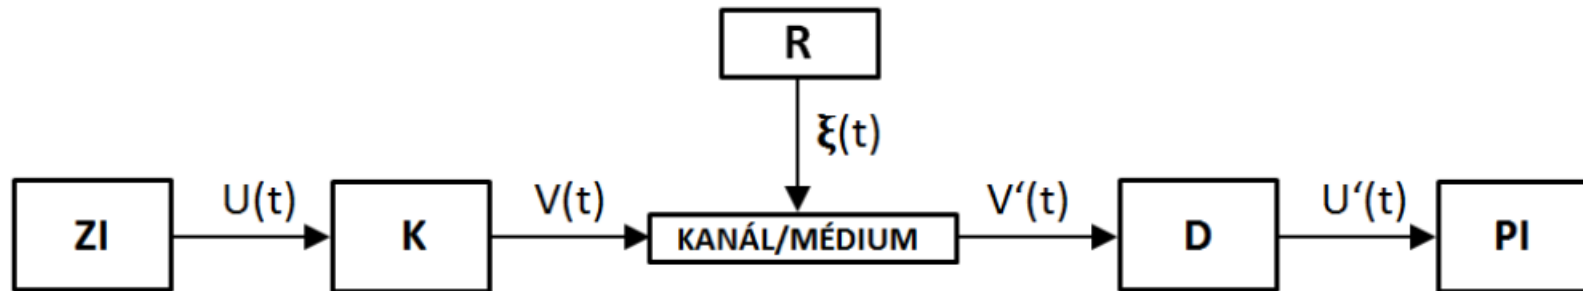 R
ξ(t)
ZI
U(t)
K
V(t)
KANÁL/MÉDIUM
V‘(t)
D
U‘(t)
PI